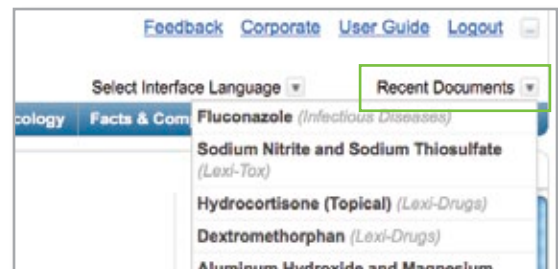 Feedback Corporate User Guide Logout
Select Interface Language Recent Documents
cology Facts & Com
Fluconazole (Infectious Diseases)
Sodium Nitrite and Sodium Thiosulfate
(Lexi-Tox)
Hydrocortisone (Topical) (Lexi-Drugs)
Dextromethorphan (Lexi-Drugs)
Aluminum Hydroxide and Magnesium